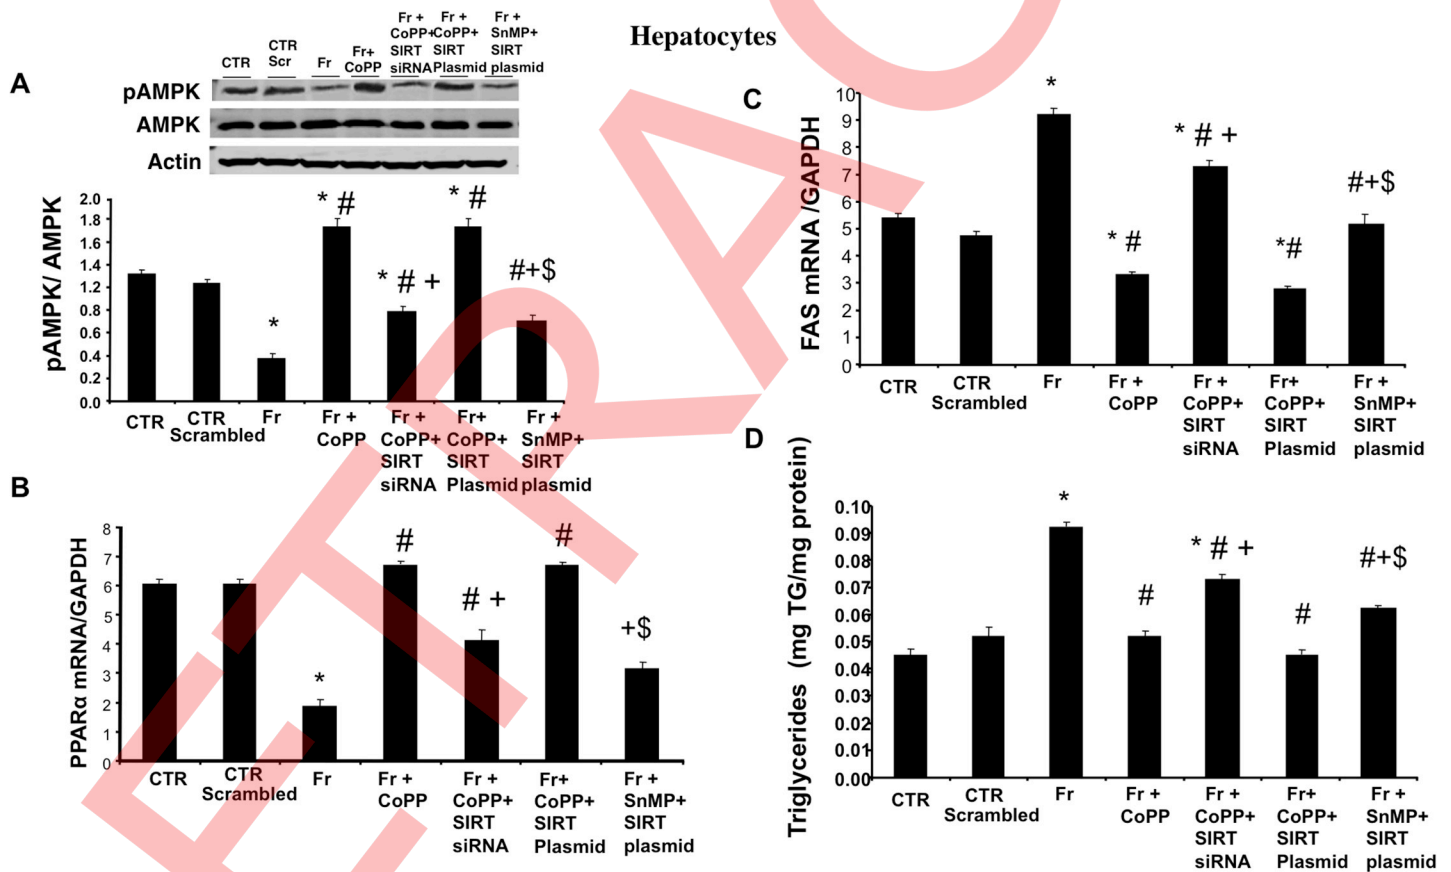 Hepatocytes
A
CTR
CTR
Scr
Fr
Fr+
CoPP
Fr +
CoPP+
SIRT
siRNA
Fr +
CoPP+
SIRT
Plasmid
Fr +
SnMP+
SIRT
plasmid
pAMPK
AMPK
Actin
pAMPK/ AMPK
2.0
1.8
1.6
1.4
1.2
0.8
0.6
0.4
0.2
0.0
*
* #
* # +
* #
#+$
CTR
CTR
Scrambled
Fr
Fr +
CoPP
Fr +
CoPP+
SIRT
siRNA
Fr+
CoPP+
SIRT
Plasmid
Fr +
SnMP+
SIRT
plasmid
B
PPARα mRNA/GAPDH
8
7
6
5
4
3
2
1
0
*
#
# +
#
+$
CTR
CTR
Scrambled
Fr
Fr +
CoPP
Fr +
CoPP+
SIRT
siRNA
Fr+
CoPP+
SIRT
Plasmid
Fr +
SnMP+
SIRT
plasmid
C
FAS mRNA /GAPDH
10
9
8
7
6
5
4
3
2
1
0
*
* #
* # +
*#
#+$
CTR
CTR
Scrambled
Fr
Fr +
CoPP
Fr +
CoPP+
SIRT
siRNA
Fr+
CoPP+
SIRT
Plasmid
Fr +
SnMP+
SIRT
plasmid
D
Triglycerides (mg TG/mg protein)
0.10
0.09
0.08
0.07
0.06
0.05
0.04
0.03
0.02
0.01
0.00
*
#
* # +
#
#+$
CTR
CTR
Scrambled
Fr
Fr +
CoPP
Fr +
CoPP+
SIRT
siRNA
Fr+
CoPP+
SIRT
Plasmid
Fr +
SnMP+
SIRT
plasmid
ETRAC